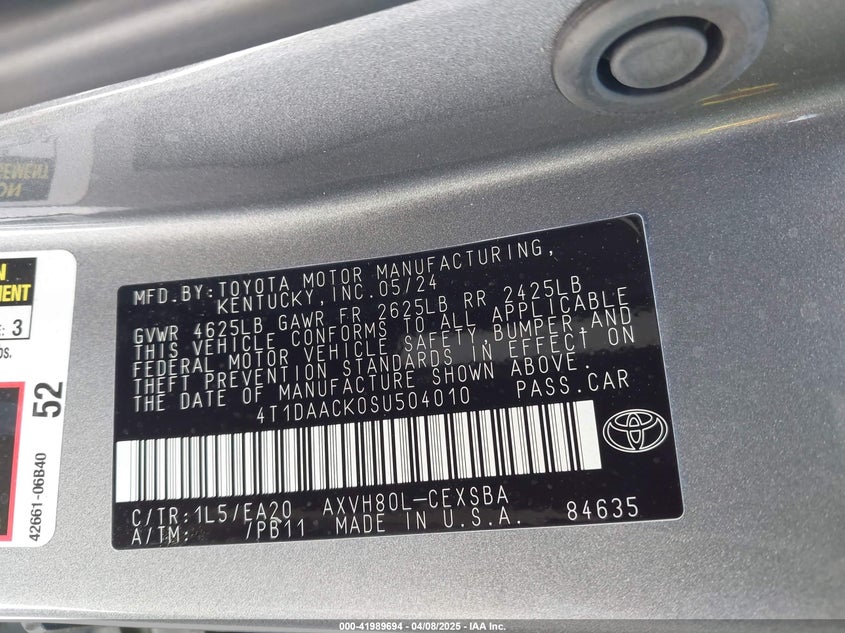 MFD.BY:TOYOTA MOTOR MANUFACTURING,
KENTUCKY,INC.05/24
GVWR 4625LB GAWR FR 2625LB RR 2425LB
THIS VEHICLE CONFORMS TO ALL APPLICABLE
FEDERAL MOTOR VEHICLE SAFETY,BUMPER,AND
THEFT PREVENTION STANDARDS IN EFFECT ON
THE DATE OF MANUFACTURE SHOWN ABOVE.
4T1DAACK0SU504010 PASS.CAR
C/TR:1L5/EA20 AXVH80L-CEXSBA
A/TM: /PB11 MADE IN U.S.A. 84635
N
MENT
E: 3
OS.
52
42661-06B40
000-41989694 - 04/08/2025 - IAA Inc.